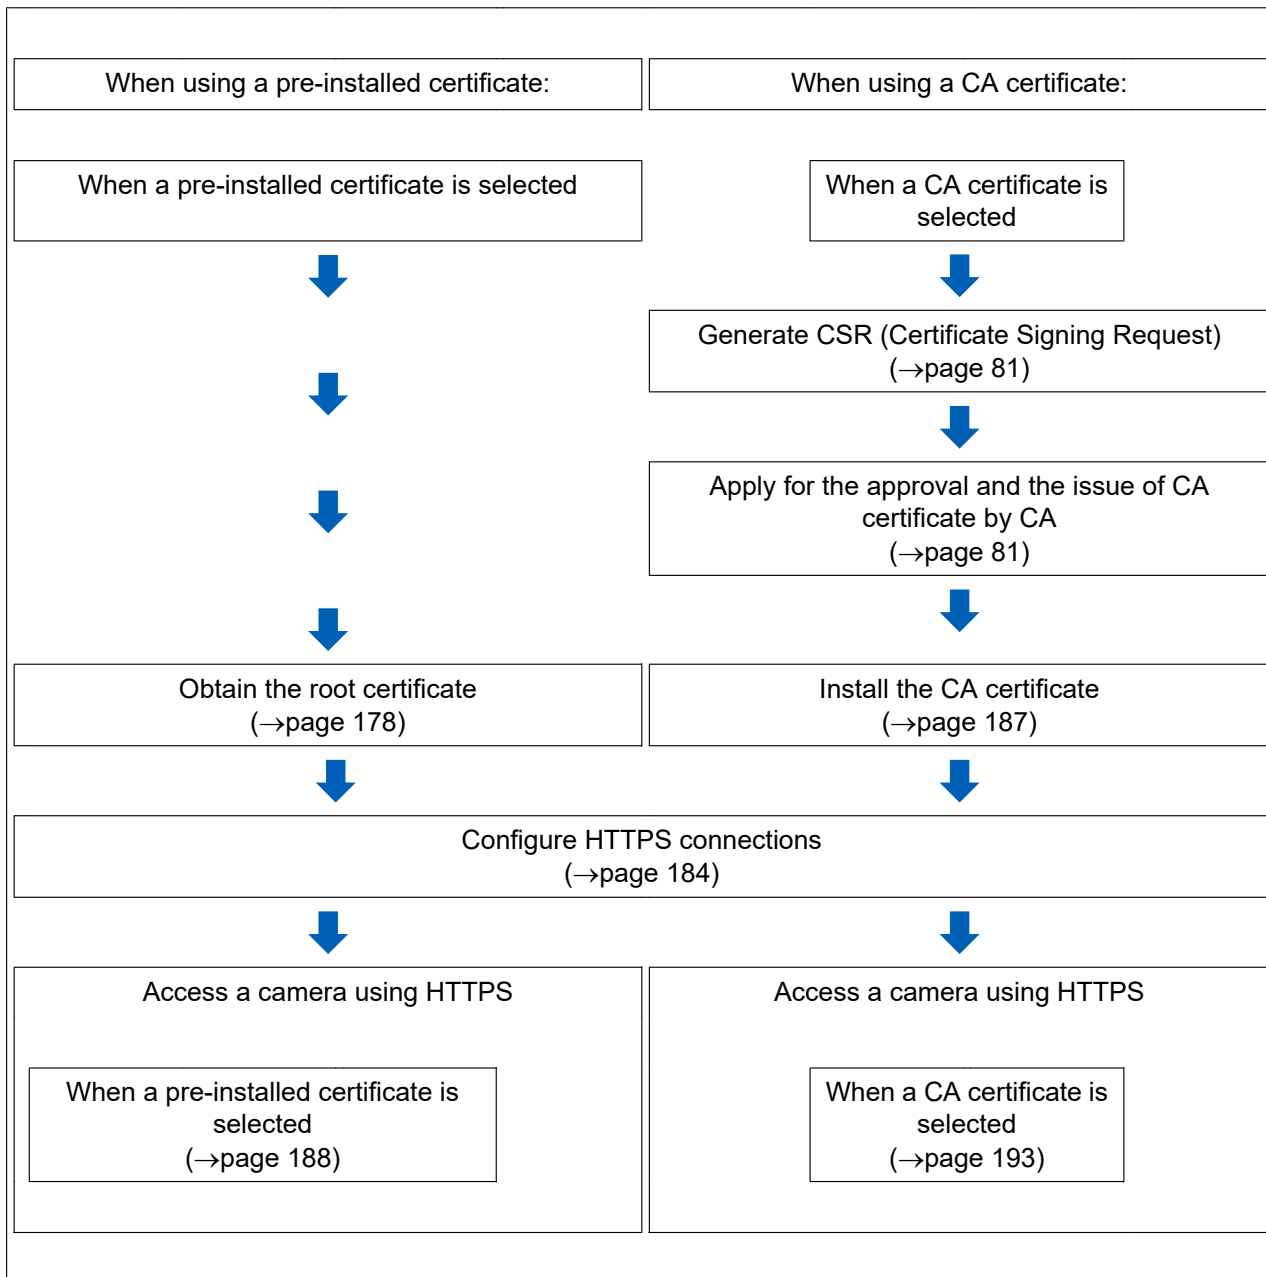 When using a pre-installed certificate:
When using a CA certificate:
When a pre-installed certificate is selected
When a CA certificate is
selected
Generate CSR (Certificate Signing Request)
(→page 81)
Apply for the approval and the issue of CA
certificate by CA
(→page 81)
Obtain the root certificate
(→page 178)
Install the CA certificate
(→page 187)
Configure HTTPS connections
(→page 184)
Access a camera using HTTPS
When a pre-installed certificate is
selected
(→page 188)
Access a camera using HTTPS
When a CA certificate is
selected
(→page 193)